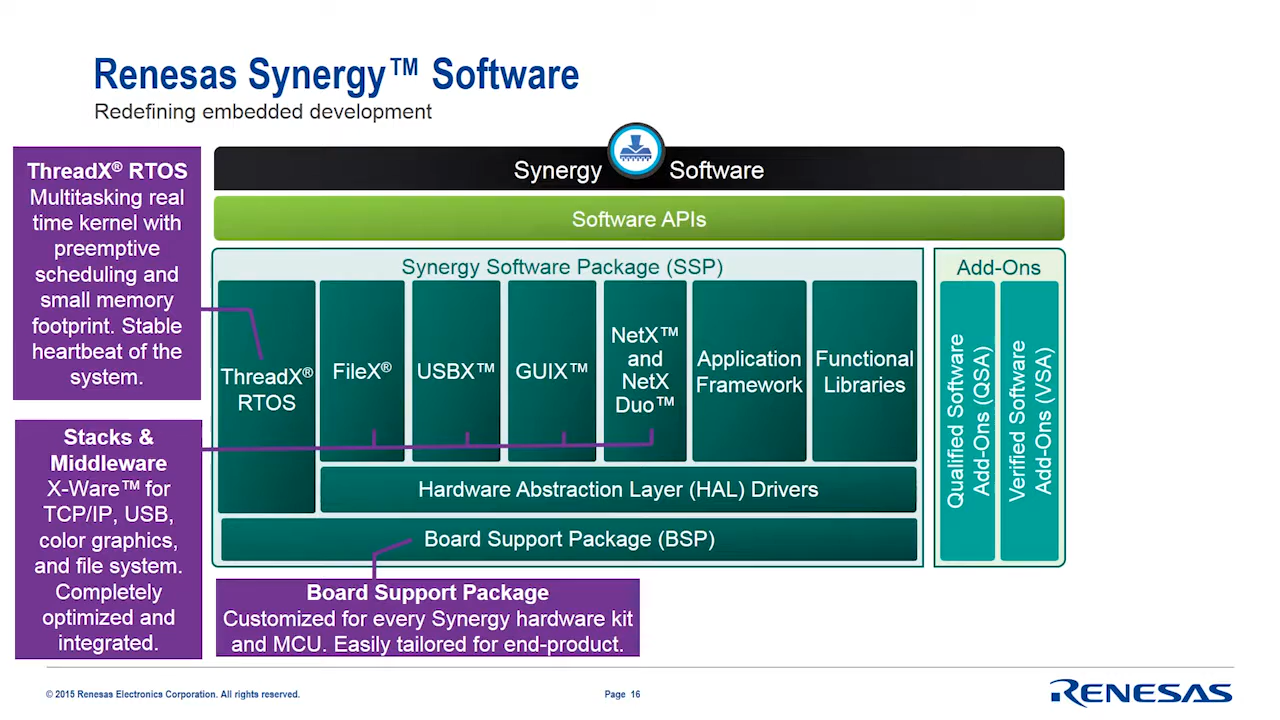 RENESAS
Renesas Synergy™ Software
Redefining embedded development
ThreadX® RTOS
Multitasking real
time kernel with
preemptive
scheduling and
small memory
footprint. Stable
heartbeat of the
system.
Stacks &
Middleware
X-Ware™ for
TCP/IP, USB,
color graphics,
and file system.
Completely
optimized and
integrated.
Synergy Software
Software APIs
Synergy Software Package (SSP)
ThreadX®
RTOS
FileX®
USBX™
GUIX™
NetX™
and
NetX
Duo™
Application
Framework
Functional
Libraries
Hardware Abstraction Layer (HAL) Drivers
Board Support Package (BSP)
Add-Ons
Qualified Software
Add-Ons (QSA)
Verified Software
Add-Ons (VSA)
Board Support Package
Customized for every Synergy hardware kit
and MCU. Easily tailored for end-product.
© 2015 Renesas Electronics Corporation. All rights reserved.
Page 16
RENESAS